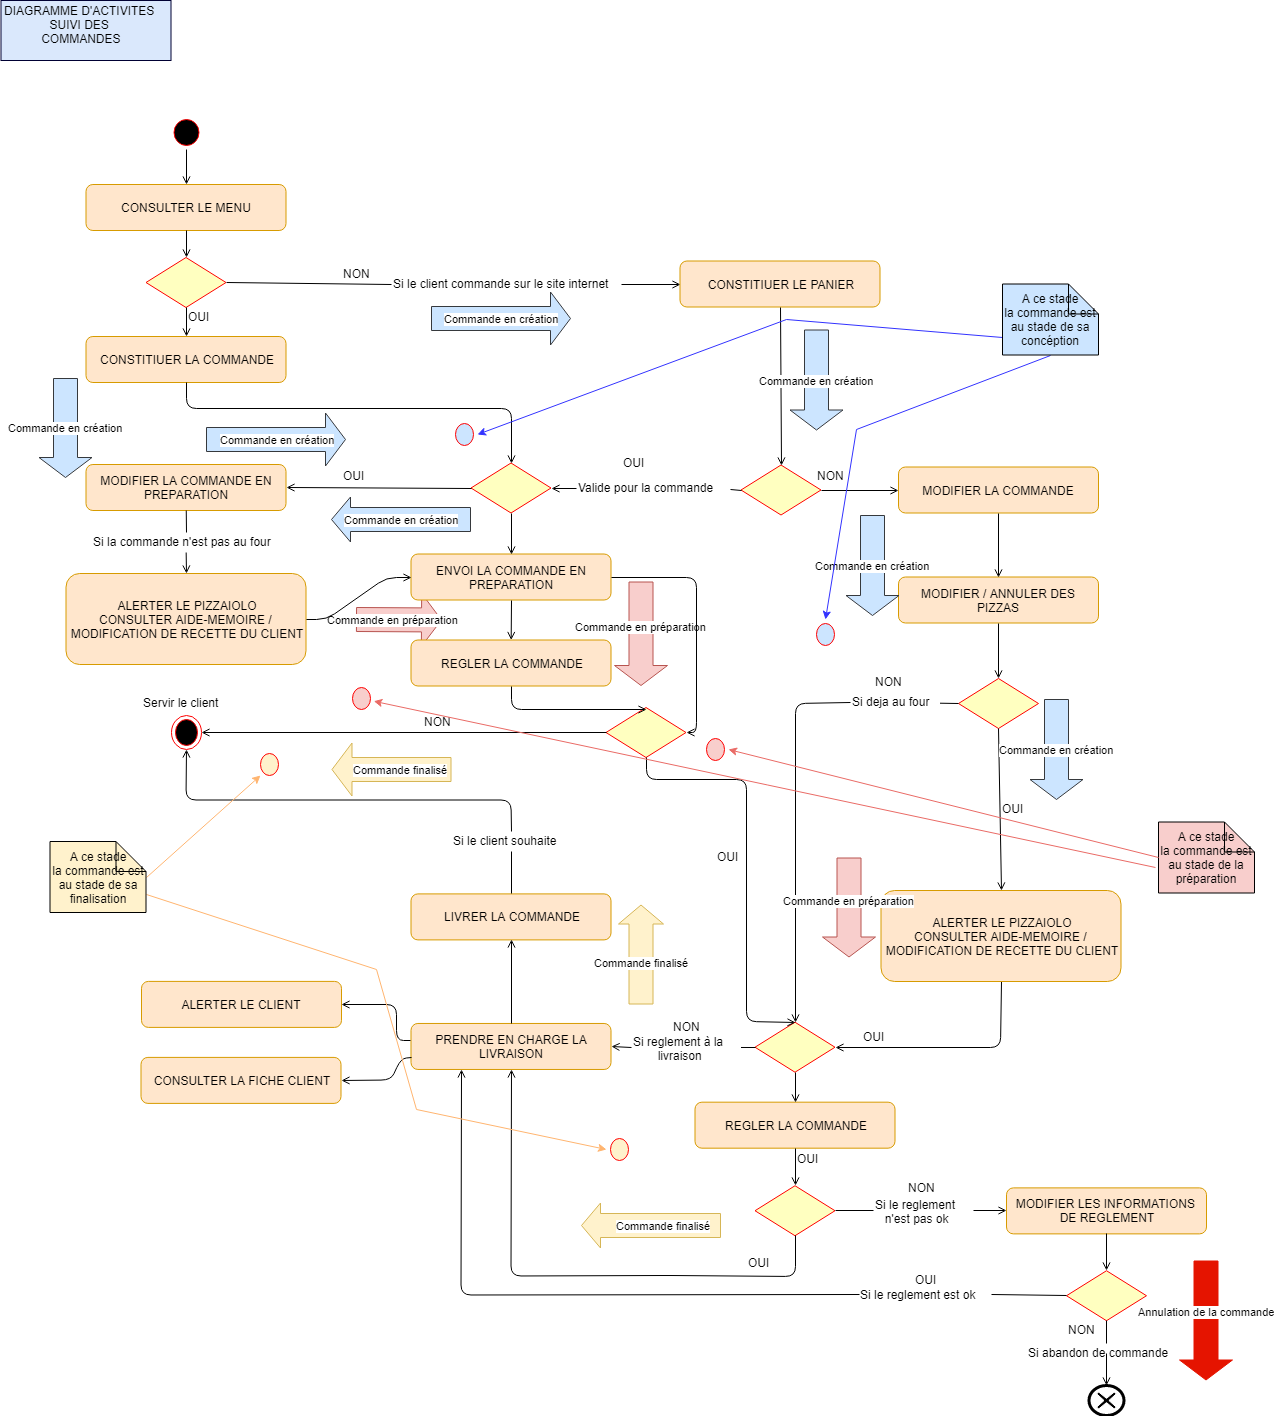 DIAGRAMME D'ACTIVITES
SUIVI DES
COMMANDES
CONSULTER LE MENU
NON
Si le client commande sur le site internet
CONSTITIUER LE PANIER
A ce stade
la commande est
au stade de sa
concéption
OUI
Commande en création
CONSTITIUER LA COMMANDE
Commande en création
Commande en création
Commande en création
OUI
OUI
Valide pour la commande
NON
MODIFIER LA COMMANDE EN
PREPARATION
MODIFIER LA COMMANDE
Commande en création
Si la commande n'est pas au four
ENVOI LA COMMANDE EN
PREPARATION
Commande en création
MODIFIER / ANNULER DES
PIZZAS
ALERTER LE PIZZAIOLO
CONSULTER AIDE-MEMOIRE /
MODIFICATION DE RECETTE DU CLIENT
Commande en préparation
Commande en préparation
REGLER LA COMMANDE
NON
Si deja au four
Servir le client
NON
Commande en création
Commande finalisé
OUI
Si le client souhaite
OUI
A ce stade
la commande est
au stade de la
préparation
A ce stade
la commande est
au stade de sa
finalisation
Commande en préparation
LIVRER LA COMMANDE
ALERTER LE PIZZAIOLO
CONSULTER AIDE-MEMOIRE /
MODIFICATION DE RECETTE DU CLIENT
Commande finalisé
ALERTER LE CLIENT
PRENDRE EN CHARGE LA
LIVRAISON
NON
Si reglement à la
livraison
OUI
CONSULTER LA FICHE CLIENT
REGLER LA COMMANDE
OUI
NON
Si le reglement
n'est pas ok
MODIFIER LES INFORMATIONS
DE REGLEMENT
Commande finalisé
OUI
OUI
Si le reglement est ok
Annulation de la commande
NON
Si abandon de commande